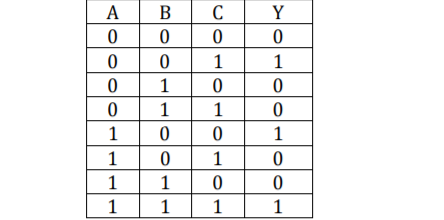 A B C Y
0 0 0 0
0 0 1 1
0 1 0 0
0 1 1 0
1 0 0 1
1 0 1 0
1 1 0 0
1 1 1 1